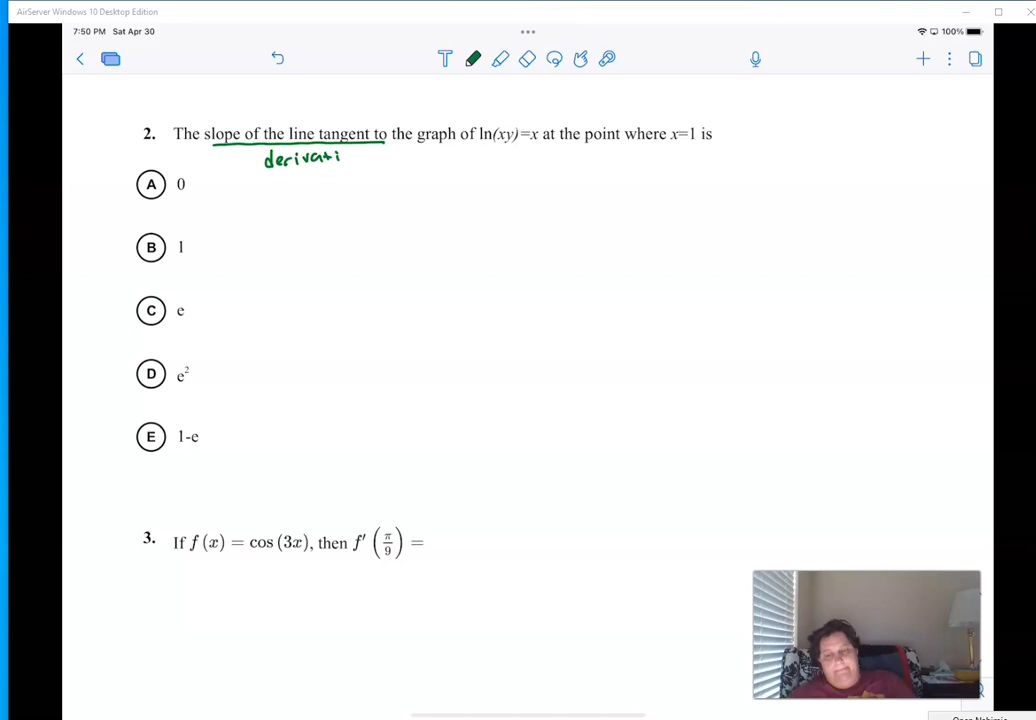 AirServer Windows 10 Desktop Edition
7:50 PM Sat Apr 30
100%
T
2. The slope of the line tangent to the graph of ln(xy)=x at the point where x=1 is
derivati
A 0
B 1
C e
D e²
E 1-e
3. If f(x) = cos(3x), then f′(π/9) =